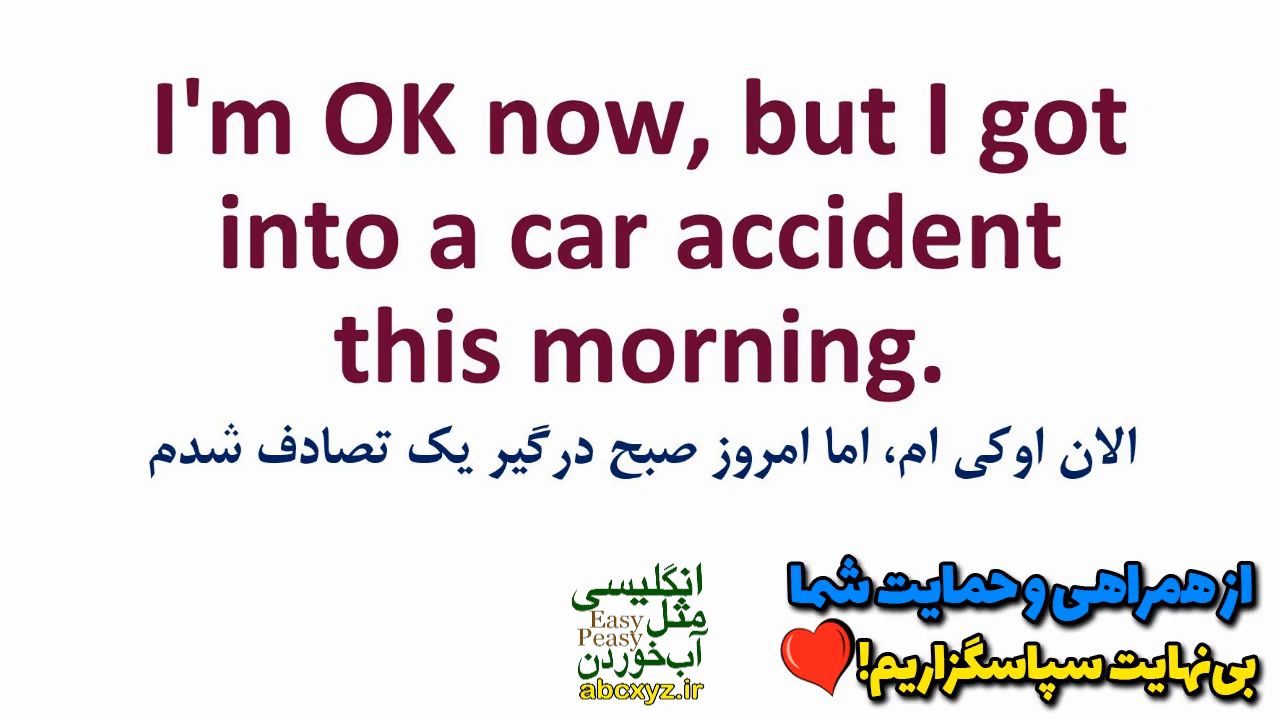 I'm OK now, but I got
into a car accident
this morning.
الان اوکی ام، اما امروز صبح درگیر یک تصادف شدم
انگلیسی
مثل
Easy
Peasy
آب‌خوردن
abcxyz.ir
از همراهی و حمایت شما
بی‌نهایت سپاسگزاریم!